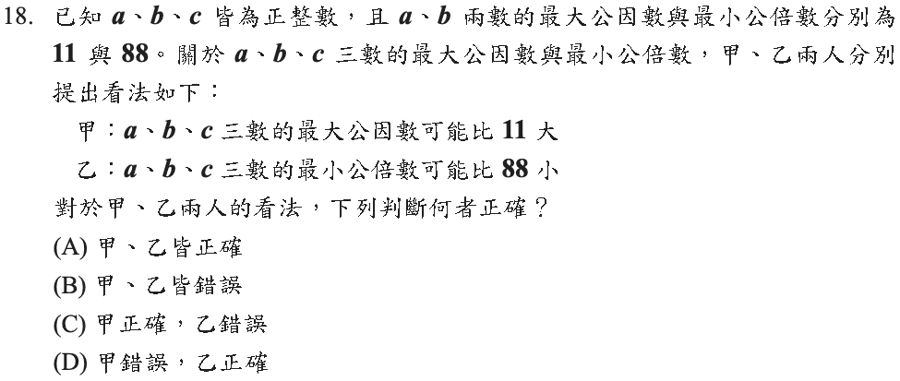 18. 已知 a、b、c 皆為正整數，且 a、b 兩數的最大公因數與最小公倍數分別為
11 與 88。關於 a、b、c 三數的最大公因數與最小公倍數，甲、乙兩人分別
提出看法如下：
甲：a、b、c 三數的最大公因數可能比 11 大
乙：a、b、c 三數的最小公倍數可能比 88 小
對於甲、乙兩人的看法，下列判斷何者正確？
(A) 甲、乙皆正確
(B) 甲、乙皆錯誤
(C) 甲正確，乙錯誤
(D) 甲錯誤，乙正確